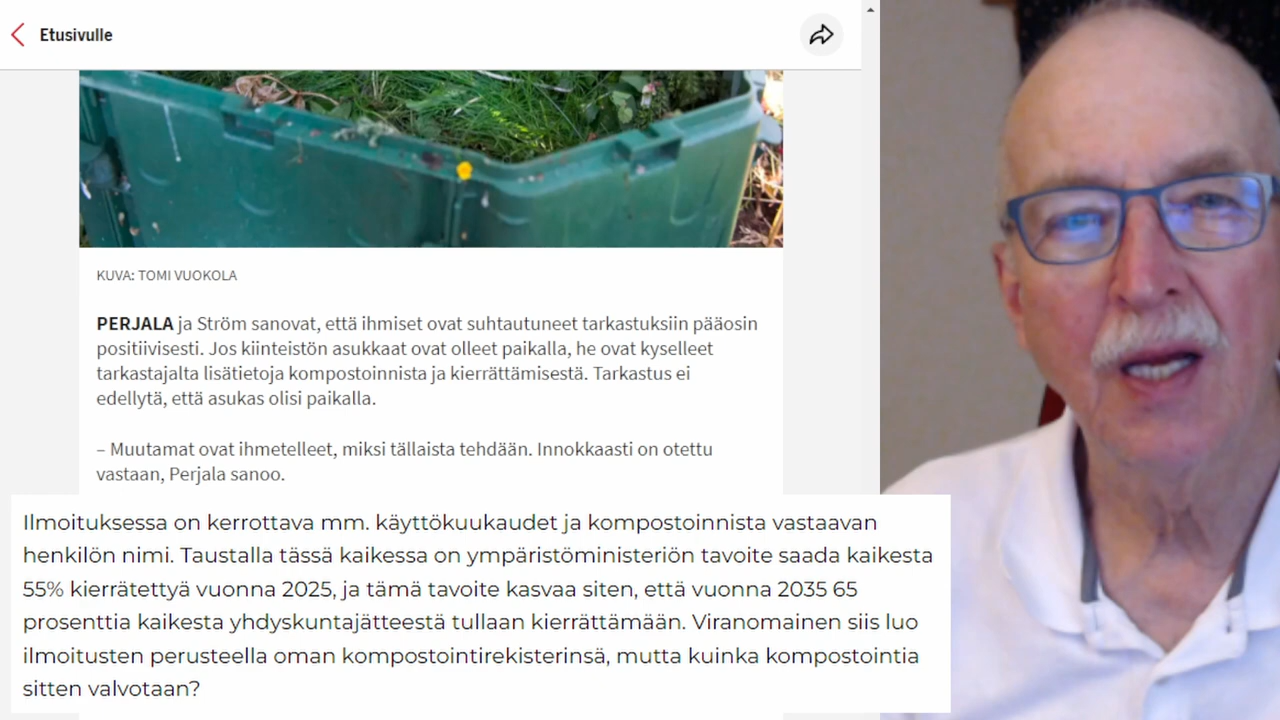 Etusivulle
KUVA: TOMI VUOKOLA
PERJALA ja Ström sanovat, että ihmiset ovat suhtautuneet tarkastuksiin pääosin
positiivisesti. Jos kiinteistön asukkaat ovat olleet paikalla, he ovat kyselleet
tarkastajalta lisätietoja kompostoinnista ja kierrättämisestä. Tarkastus ei
edellytä, että asukas olisi paikalla.
– Muutamat ovat ihmetelleet, miksi tällaista tehdään. Innokkaasti on otettu
vastaan, Perjala sanoo.
Ilmoituksessa on kerrottava mm. käyttökuukaudet ja kompostoinnista vastaavan
henkilön nimi. Taustalla tässä kaikessa on ympäristöministeriön tavoite saada kaikesta
55% kierrätettyä vuonna 2025, ja tämä tavoite kasvaa siten, että vuonna 2035 65
prosenttia kaikesta yhdyskuntajätteestä tullaan kierrättämään. Viranomainen siis luo
ilmoitusten perusteella oman kompostointirekisterinsä, mutta kuinka kompostointia
sitten valvotaan?